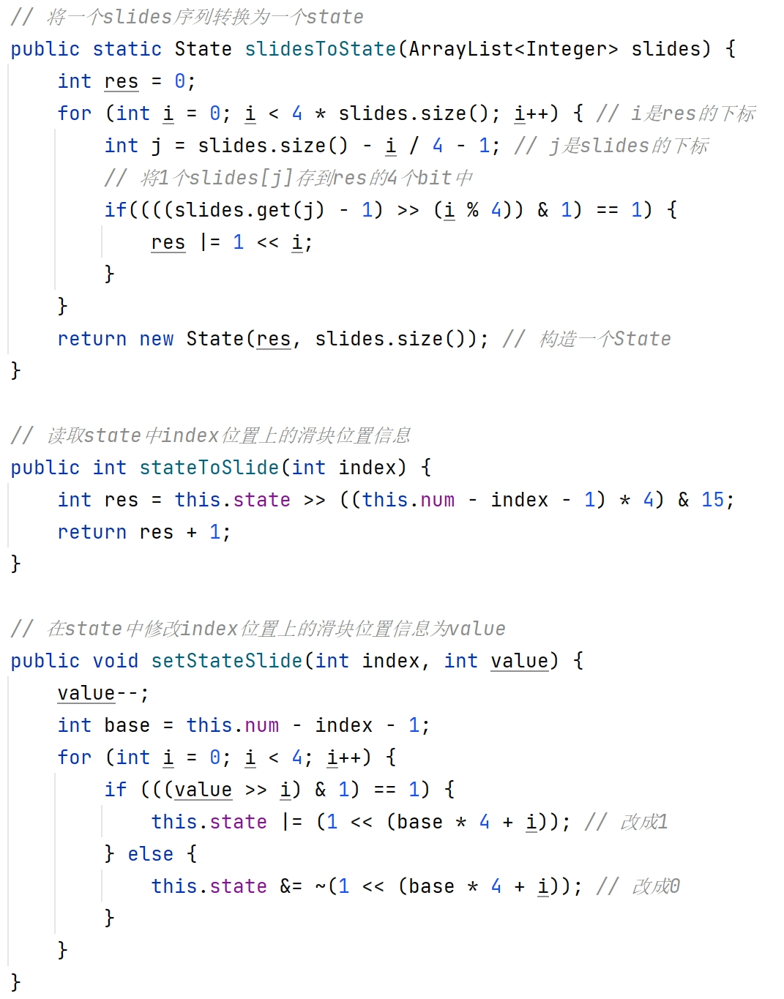 // 将一个slides序列转换为一个state
public static State slidesToState(ArrayList<Integer> slides) {
    int res = 0;
    for (int i = 0; i < 4 * slides.size(); i++) { // i是res的下标
        int j = slides.size() - i / 4 - 1; // j是slides的下标
        // 将1个slides[j]存到res的4个bit中
        if((((slides.get(j) - 1) >> (i % 4)) & 1) == 1) {
            res |= 1 << i;
        }
    }
    return new State(res, slides.size()); // 构造一个State
}

// 读取state中index位置上的滑块位置信息
public int stateToSlide(int index) {
    int res = this.state >> ((this.num - index - 1) * 4) & 15;
    return res + 1;
}

// 在state中修改index位置上的滑块位置信息为value
public void setStateSlide(int index, int value) {
    value--;
    int base = this.num - index - 1;
    for (int i = 0; i < 4; i++) {
        if (((value >> i) & 1) == 1) {
            this.state |= (1 << (base * 4 + i)); // 改成1
        } else {
            this.state &= ~(1 << (base * 4 + i)); // 改成0
        }
    }
}